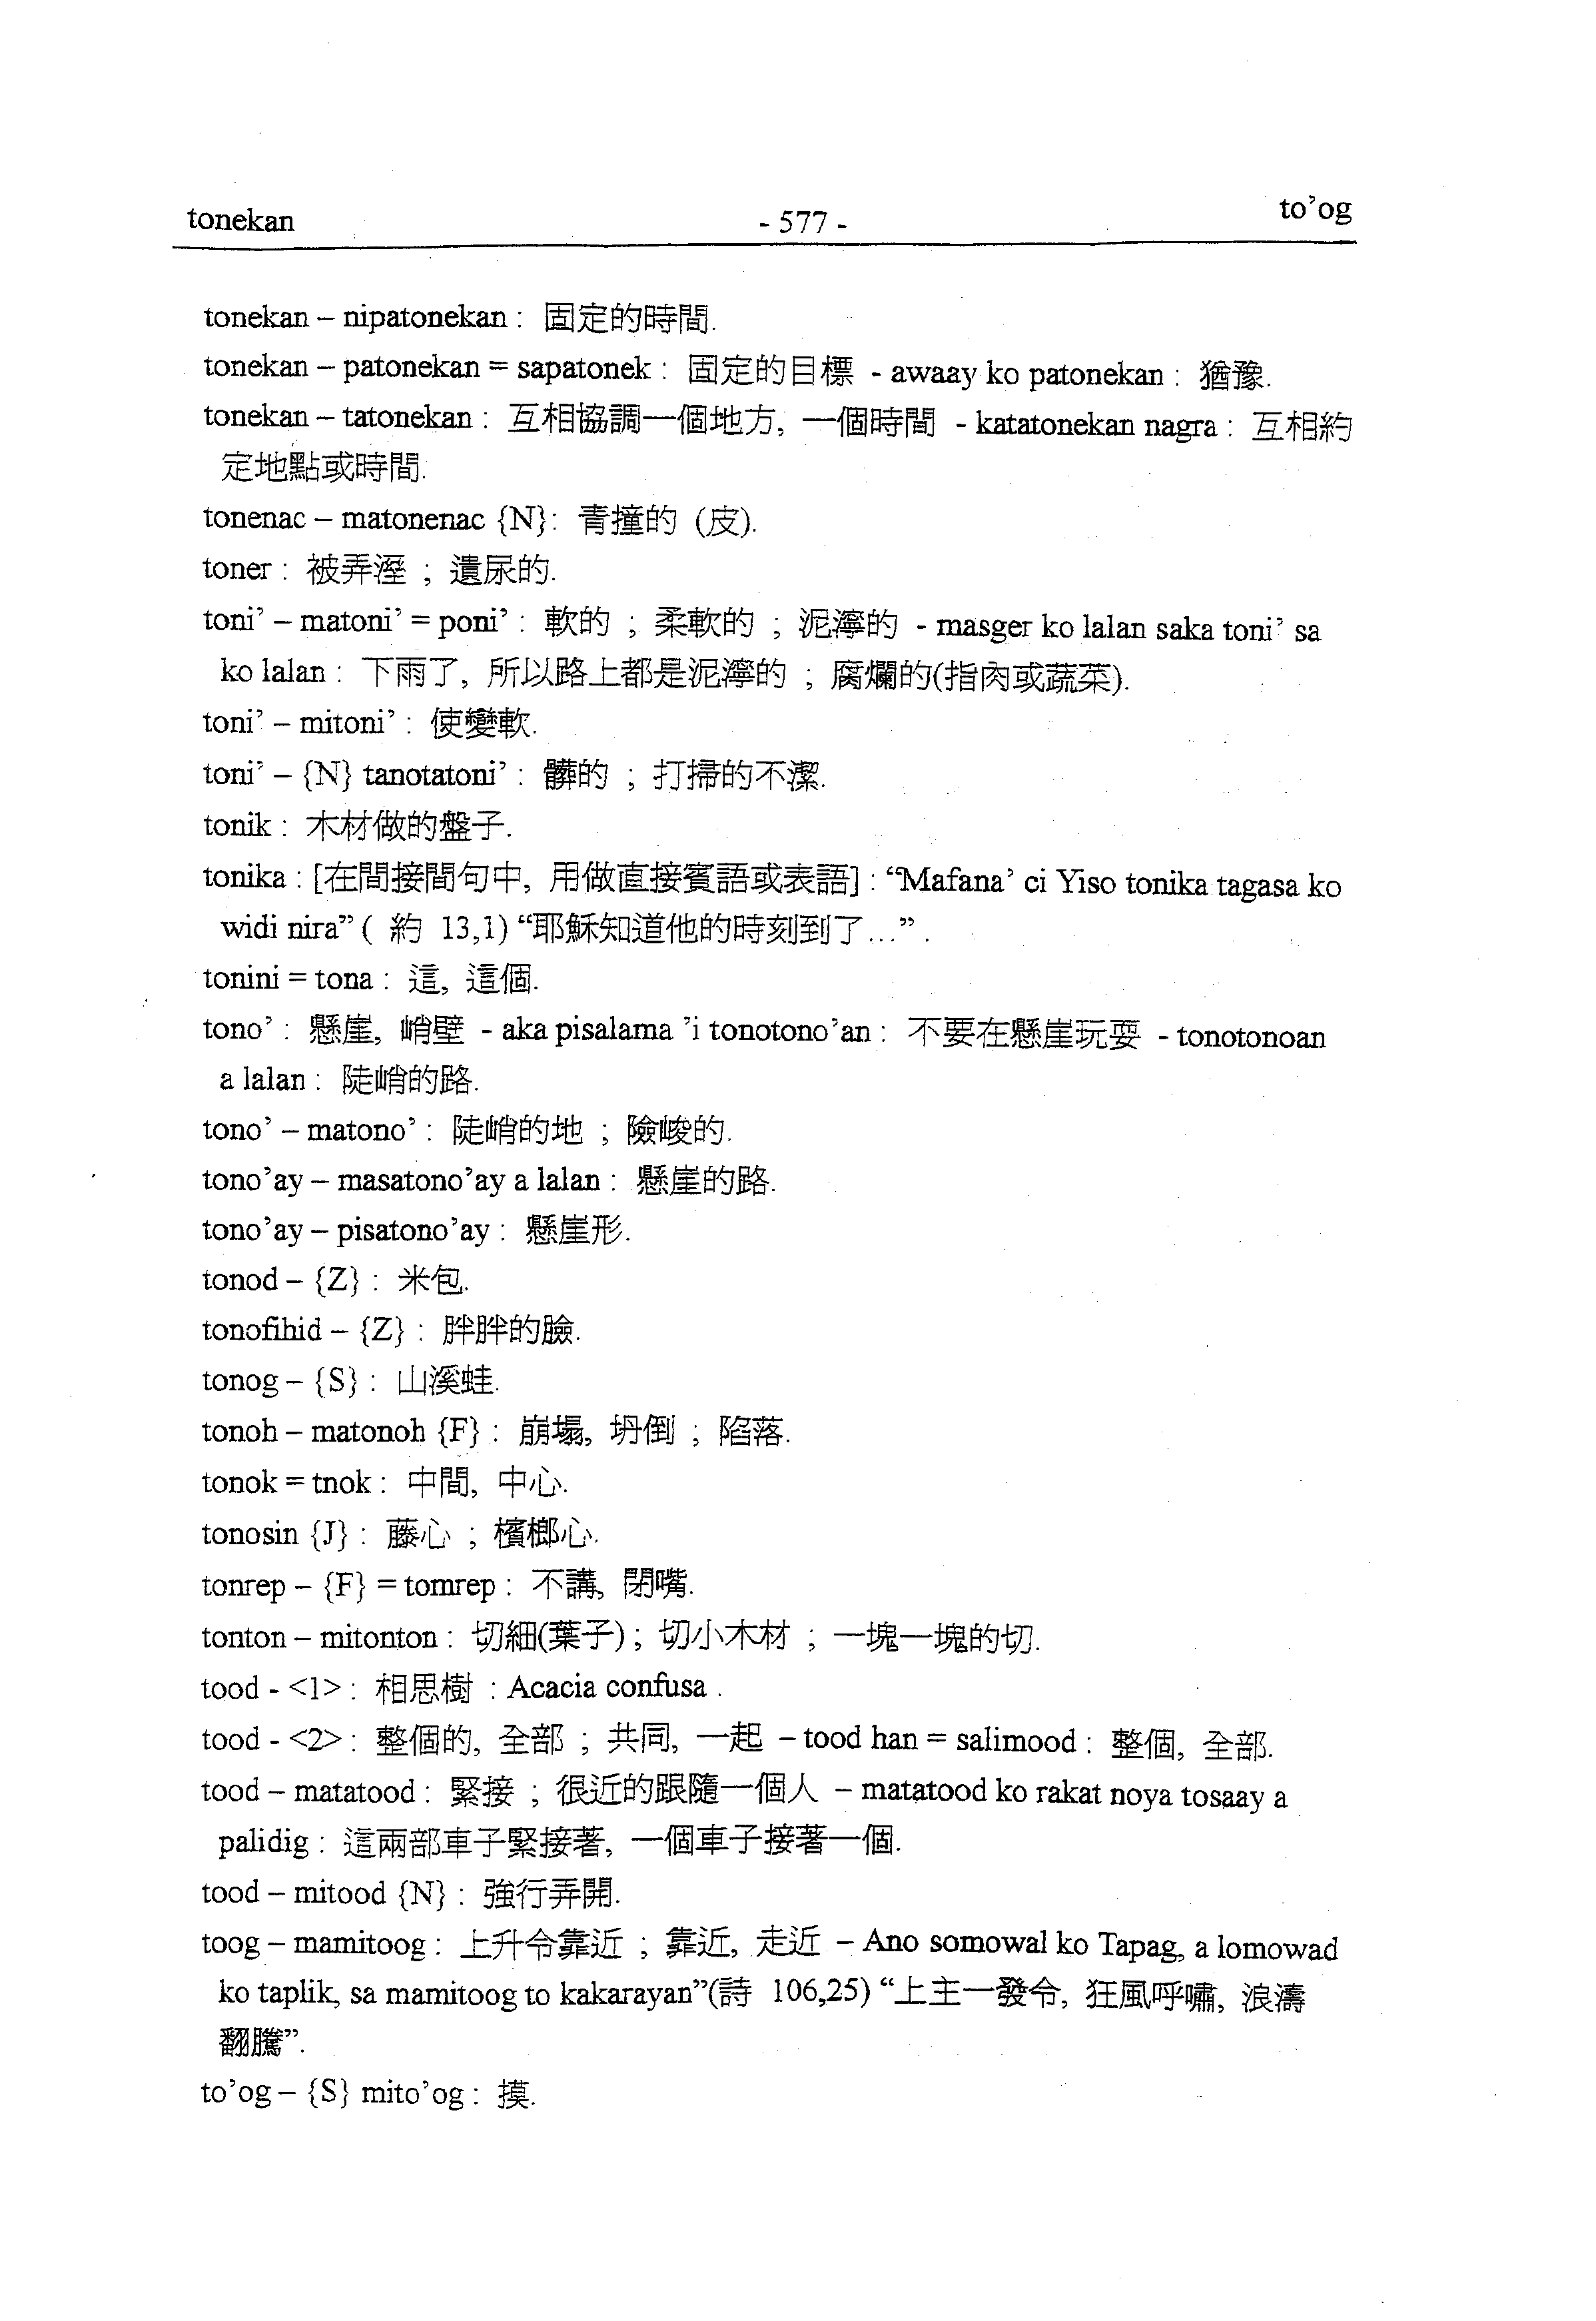 tonekan - 577 - to’og
tonekan – nipatonekan : 固定的時間.
tonekan – patonekan = sapatonek : 固定的目標 - awaay ko patonekan : 猶豫.
tonekan – tatonekan : 互相協調一個地方, 一個時間 - katatonekan nagra : 互相約
定地點或時間.
tonenac – matonenac {N}: 青撞的 (皮).
toner : 被弄溼 ; 遺尿的.
toni’ – matoni’ = poni’ : 軟的 ; 柔軟的 ; 泥濘的 - masger ko lalan saka toni’ sa
ko lalan : 下雨了, 所以路上都是泥濘的 ; 腐爛的(指肉或蔬菜).
toni’ – mitoni’ : 使變軟.
toni’ – {N} tanotatoni’ : 髒的 ; 打掃的不潔.
tonik : 木材做的盤子.
tonika : [在間接問句中, 用做直接賓語或表語] : “Mafana’ ci Yiso tonika tagasa ko
widi nira” ( 約 13,1) “耶穌知道他的時刻到了...” .
tonini = tona : 這, 這個.
tono’ : 懸崖, 峭壁 - aka pisalama ’i tonotono’an : 不要在懸崖玩耍 - tonotonoan
a lalan : 陡峭的路.
tono’ – matono’ : 陡峭的地 ; 險峻的.
tono’ay – masatono’ay a lalan : 懸崖的路.
tono’ay – pisatono’ay : 懸崖形.
tonod – {Z} : 米包.
tonofihid – {Z} : 胖胖的臉.
tonog – {S} : 山溪蛙.
tonoh – matonoh {F} : 崩塌, 坍倒 ; 陷落.
tonok = tnok : 中間, 中心.
tonosin {J} : 藤心 ; 檳榔心.
tonrep – {F} = tomrep : 不講, 閉嘴.
tonton – mitonton : 切細(葉子) ; 切小木材 ; 一塊一塊的切.
tood - <1> : 相思樹 : Acacia confusa .
tood - <2> : 整個的, 全部 ; 共同, 一起 – tood han = salimood : 整個, 全部.
tood – matatood : 緊接 ; 很近的跟隨一個人 – matatood ko rakat noya tosaay a
palidig : 這兩部車子緊接著, 一個車子接著一個.
tood – mitood {N} : 強行弄開.
toog – mamitoog : 上升令靠近 ; 靠近, 走近 – Ano somowal ko Tapag, a lomowad
ko taplik, sa mamitoog to kakarayan”(詩 106,25) “上主一發令, 狂風呼嘯, 浪濤
翻騰”.
to’og – {S} mito’og : 摸.